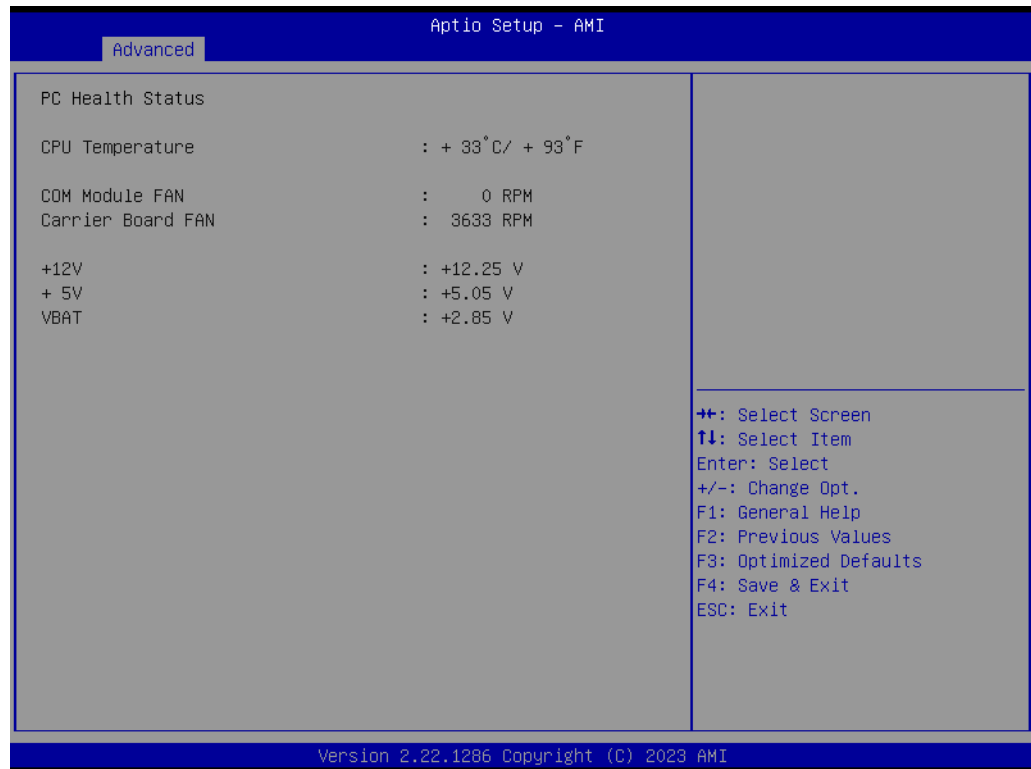 Aptio Setup – AMI
Advanced
PC Health Status
CPU Temperature : + 33°C/ + 93°F
COM Module FAN : 0 RPM
Carrier Board FAN : 3633 RPM
+12V : +12.25 V
+ 5V : +5.05 V
VBAT : +2.85 V
→←: Select Screen
↑↓: Select Item
Enter: Select
+/-: Change Opt.
F1: General Help
F2: Previous Values
F3: Optimized Defaults
F4: Save & Exit
ESC: Exit
Version 2.22.1286 Copyright (C) 2023 AMI